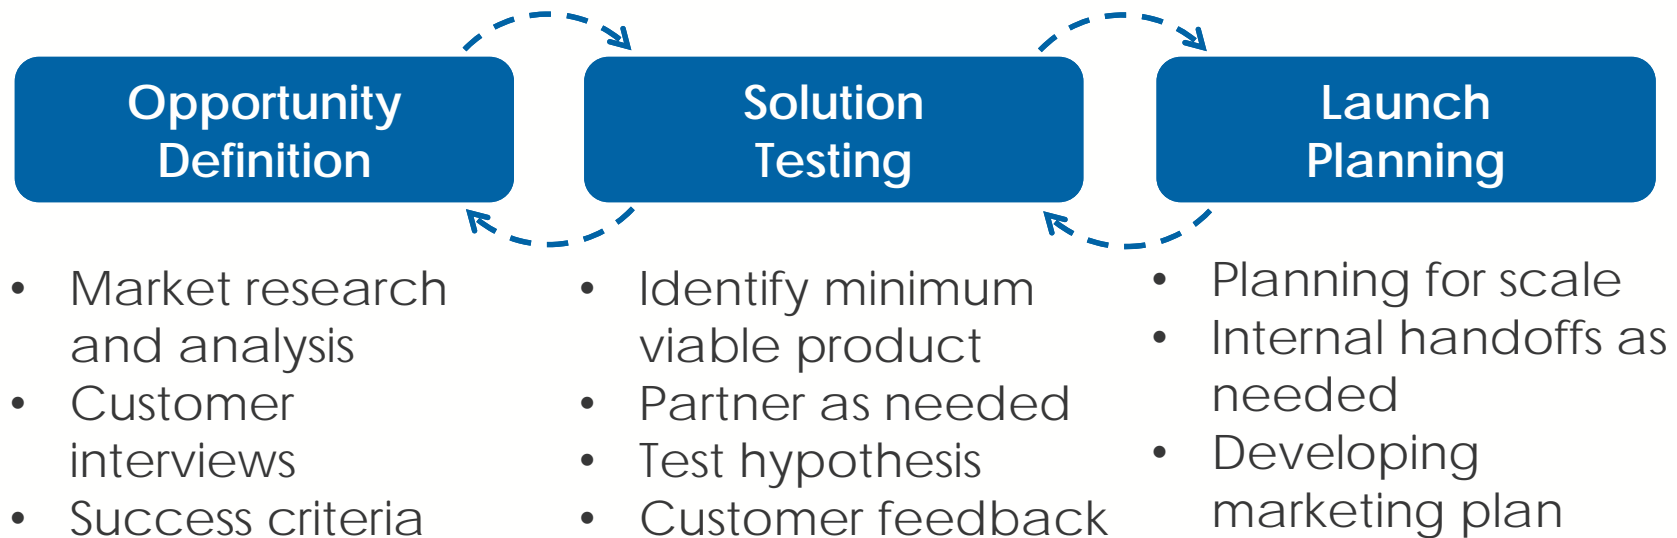 Opportunity
Definition
• Market research
and analysis
• Customer
interviews
• Success criteria
Solution
Testing
• Identify minimum
viable product
• Partner as needed
• Test hypothesis
• Customer feedback
Launch
Planning
• Planning for scale
• Internal handoffs as
needed
• Developing
marketing plan